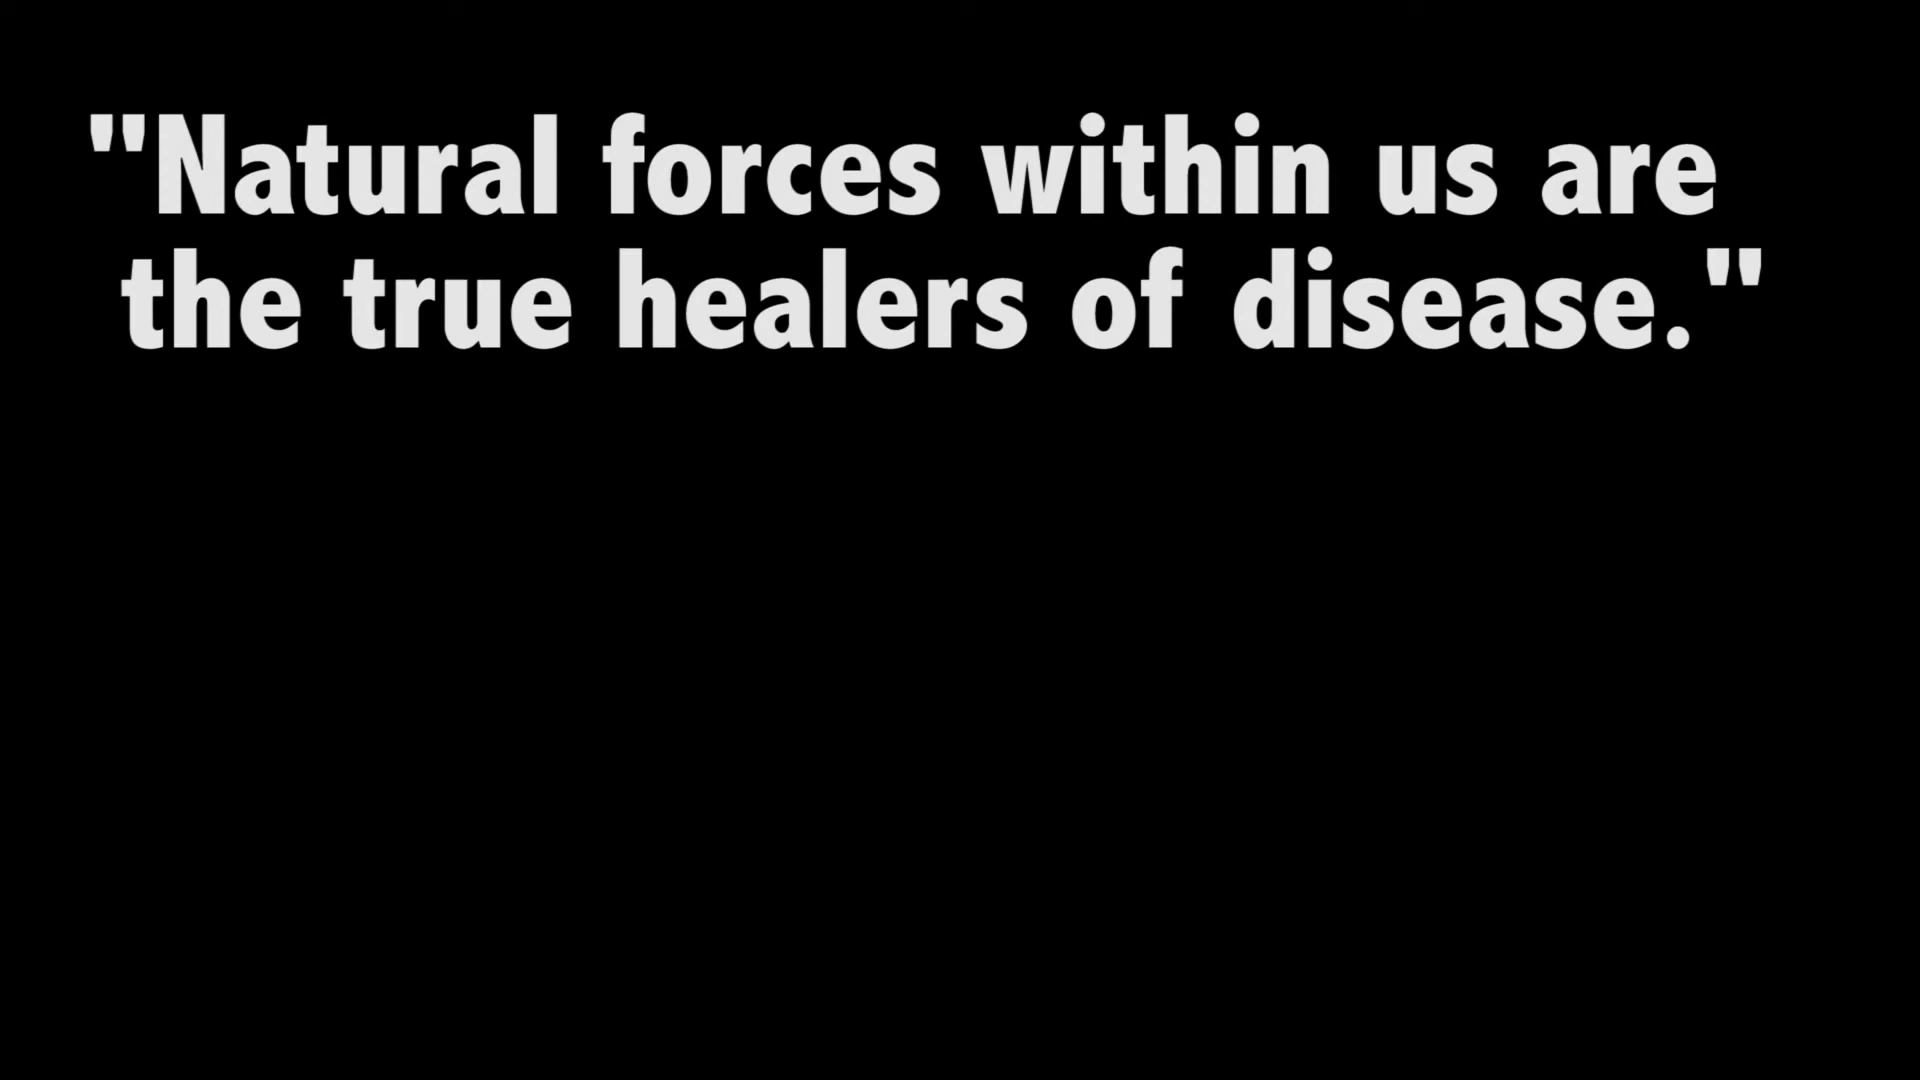 "Natural forces within us are
the true healers of disease."